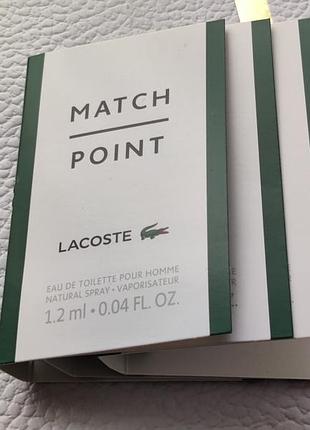 MATCH
POINT
LACOSTE
EAU DE TOILETTE POUR HOMME
NATURAL SPRAY • VAPORISATEUR
1.2 ml • 0.04 FL. OZ.